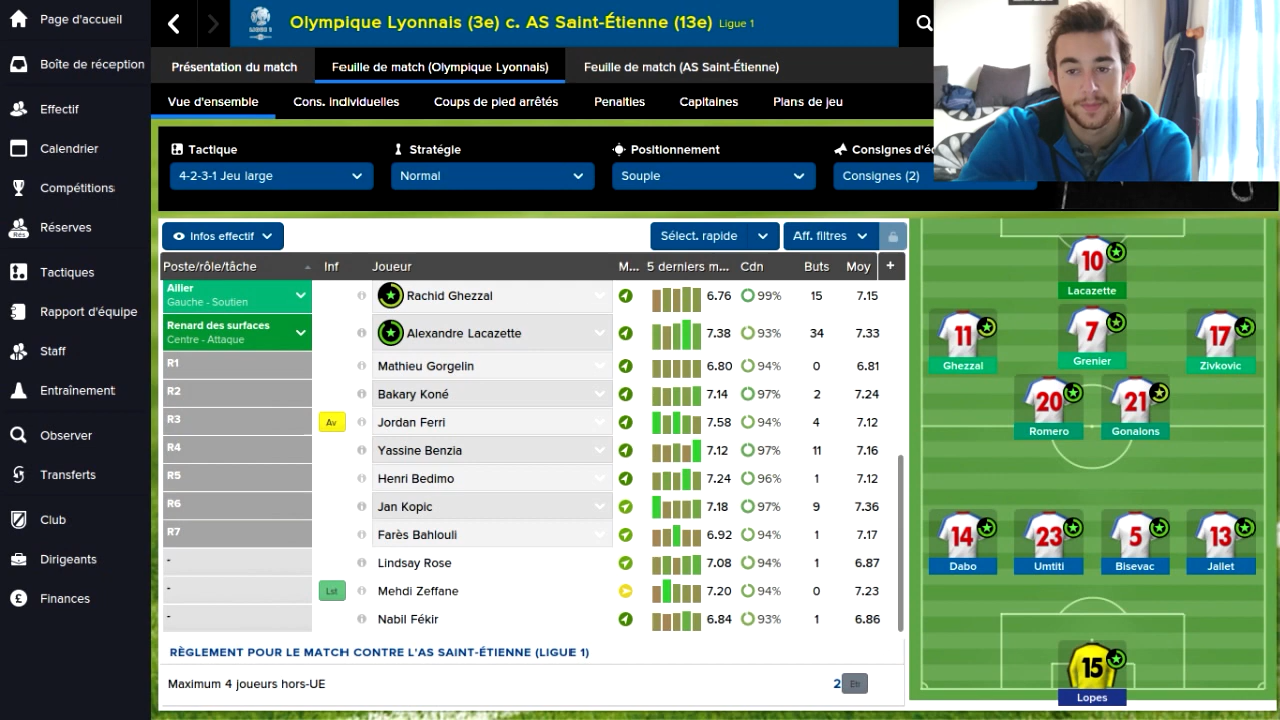 Page d'accueil
Boîte de réception
Effectif
Calendrier
Compétitions
Réserves
Tactiques
Rapport d'équipe
Staff
Entraînement
Observer
Transferts
Club
Dirigeants
Finances
LIGUE 1
Olympique Lyonnais (3e) c. AS Saint-Étienne (13e) Ligue 1
Présentation du match Feuille de match (Olympique Lyonnais) Feuille de match (AS Saint-Étienne)
Vue d'ensemble Cons. individuelles Coups de pied arrêtés Penalties Capitaines Plans de jeu
Tactique Stratégie Positionnement Consignes d'éq
4-2-3-1 Jeu large Normal Souple Consignes (2)
Infos effectif Sélect. rapide Aff. filtres
Poste/rôle/tâche Inf Joueur M... 5 derniers m... Cdn Buts Moy +
Ailier
Gauche - Soutien Rachid Ghezzal 6.76 99% 15 7.15
Renard des surfaces
Centre - Attaque Alexandre Lacazette 7.38 93% 34 7.33
R1 Mathieu Gorgelin 6.80 94% 0 6.81
R2 Bakary Koné 7.14 97% 2 7.24
R3 Av Jordan Ferri 7.58 94% 4 7.12
R4 Yassine Benzia 7.12 97% 11 7.16
R5 Henri Bedimo 7.24 96% 1 7.12
R6 Jan Kopic 7.18 97% 9 7.36
R7 Farès Bahlouli 6.92 94% 1 7.17
- Lindsay Rose 7.08 94% 1 6.87
- Lst Mehdi Zeffane 7.20 94% 0 7.23
- Nabil Fékir 6.84 93% 1 6.86
RÈGLEMENT POUR LE MATCH CONTRE L'AS SAINT-ÉTIENNE (LIGUE 1)
Maximum 4 joueurs hors-UE 2 Etr
10
Lacazette
11 7 17
Ghezzal Grenier Zivkovic
20 21
Romero Gonalons
14 23 5 13
Dabo Umtiti Bisevac Jallet
15
Lopes